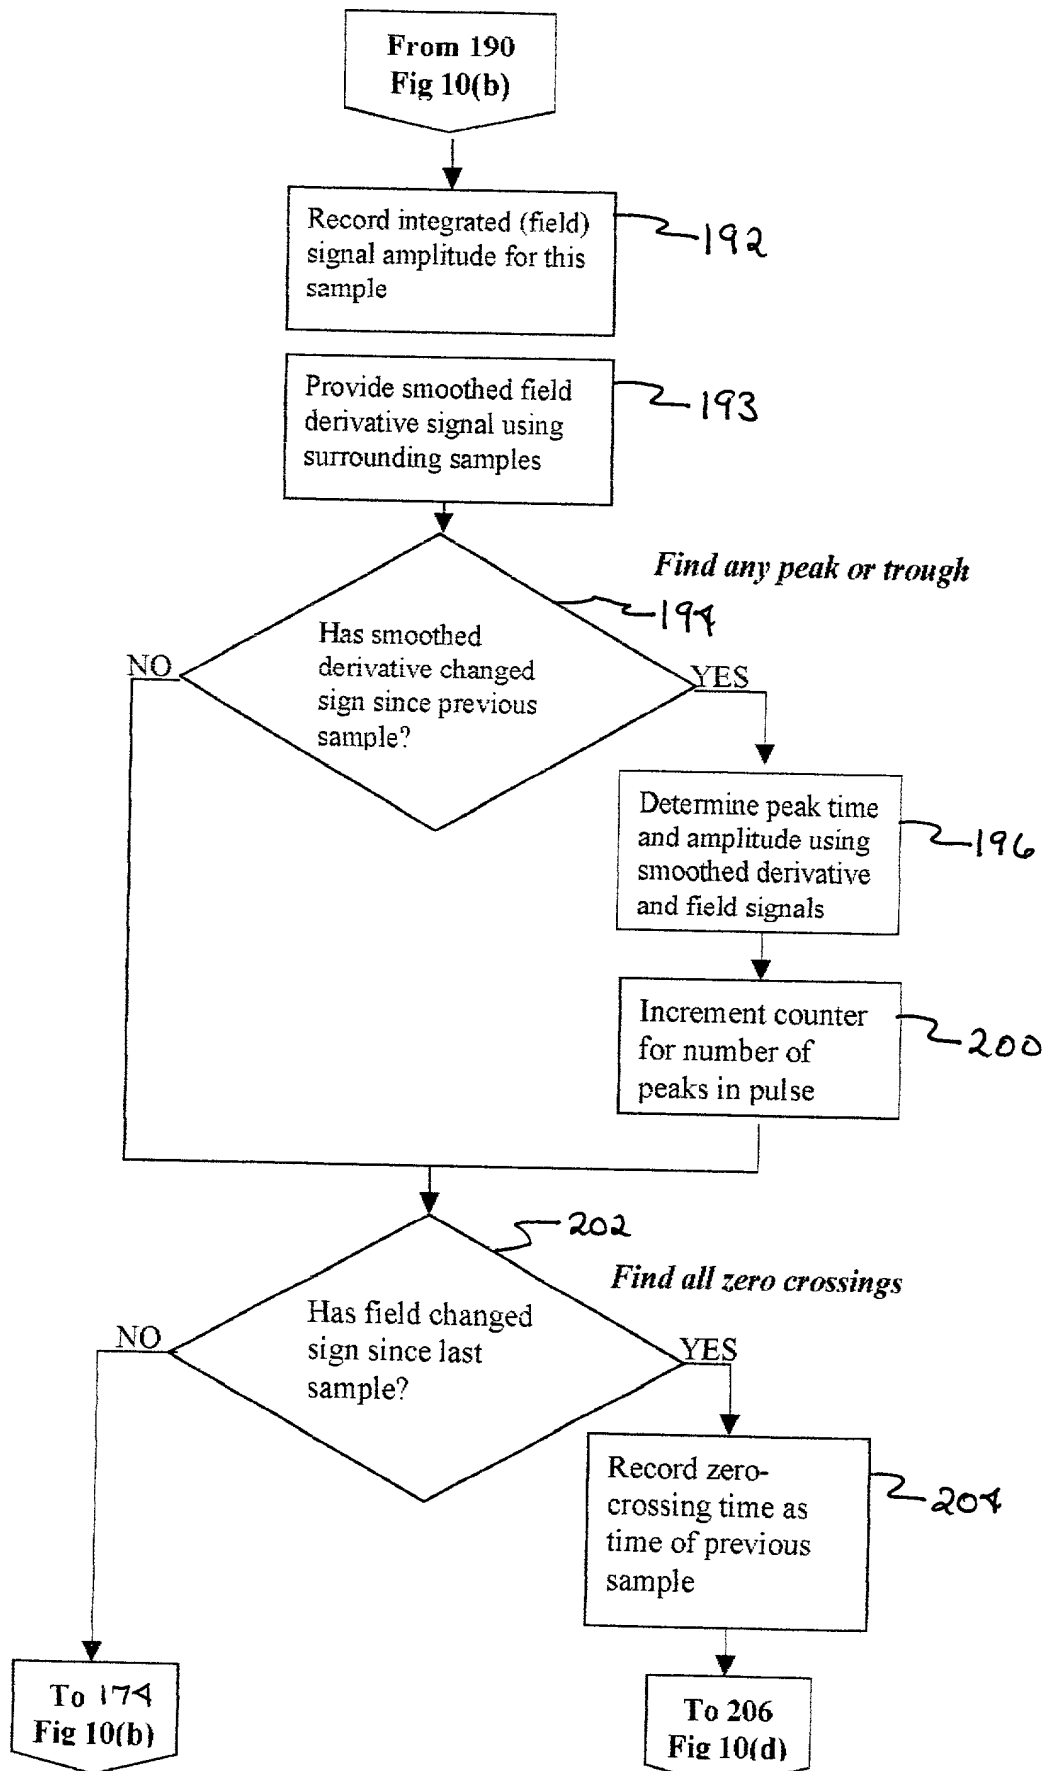 From 190
Fig 10(b)
Record integrated (field)
signal amplitude for this
sample
192
Provide smoothed field
derivative signal using
surrounding samples
193
Find any peak or trough
194
Has smoothed
derivative changed
sign since previous
sample?
NO
YES
Determine peak time
and amplitude using
smoothed derivative
and field signals
196
Increment counter
for number of
peaks in pulse
200
202
Find all zero crossings
Has field changed
sign since last
sample?
NO
YES
Record zero-
crossing time as
time of previous
sample
204
To 174
Fig 10(b)
To 206
Fig 10(d)